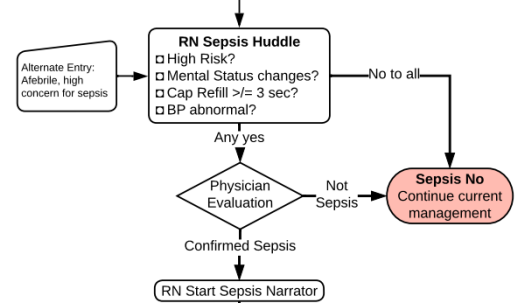 RN Sepsis Huddle
◘ High Risk?
◘ Mental Status changes?
◘ Cap Refill >/= 3 sec?
◘ BP abnormal?
Alternate Entry:
Afebrile, high
concern for sepsis
No to all
Any yes
Physician
Evaluation
Not
Sepsis
Sepsis No
Continue current
management
Confirmed Sepsis
RN Start Sepsis Narrator